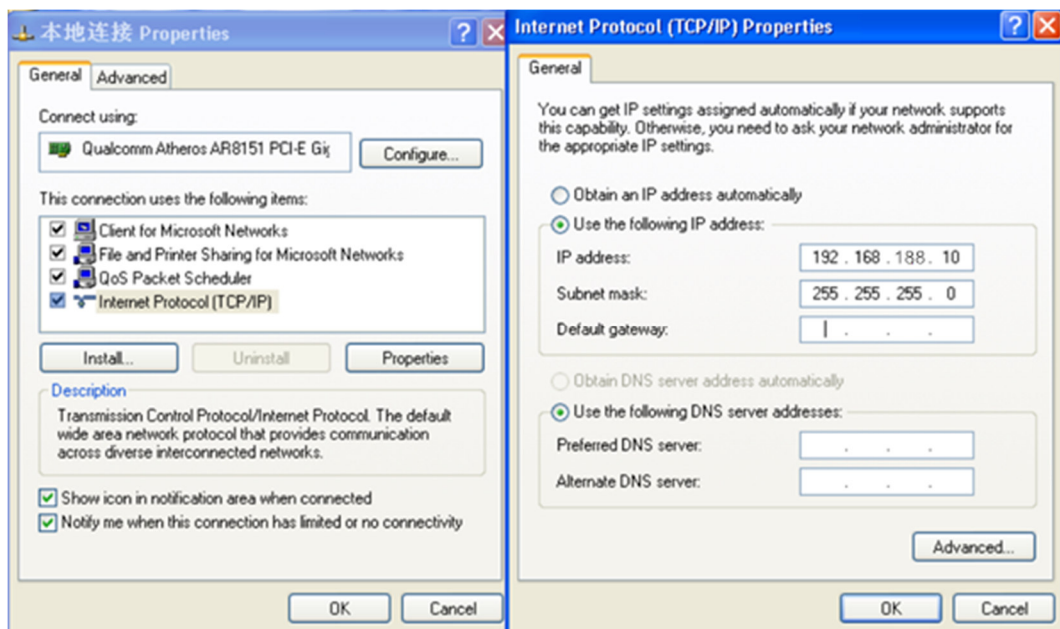 本地连接 Properties
General
Advanced
Connect using:
Qualcomm Atheros AR8151 PCI-E Gig
Configure...
This connection uses the following items:
Client for Microsoft Networks
File and Printer Sharing for Microsoft Networks
QoS Packet Scheduler
Internet Protocol (TCP/IP)
Install...
Uninstall
Properties
Description
Transmission Control Protocol/Internet Protocol. The default
wide area network protocol that provides communication
across diverse interconnected networks.
Show icon in notification area when connected
Notify me when this connection has limited or no connectivity
OK
Cancel
Internet Protocol (TCP/IP) Properties
General
You can get IP settings assigned automatically if your network supports
this capability. Otherwise, you need to ask your network administrator for
the appropriate IP settings.
Obtain an IP address automatically
Use the following IP address:
IP address:
192 . 168 . 188 . 10
Subnet mask:
255 . 255 . 255 . 0
Default gateway:
Obtain DNS server address automatically
Use the following DNS server addresses:
Preferred DNS server:
Alternate DNS server:
Advanced...
OK
Cancel